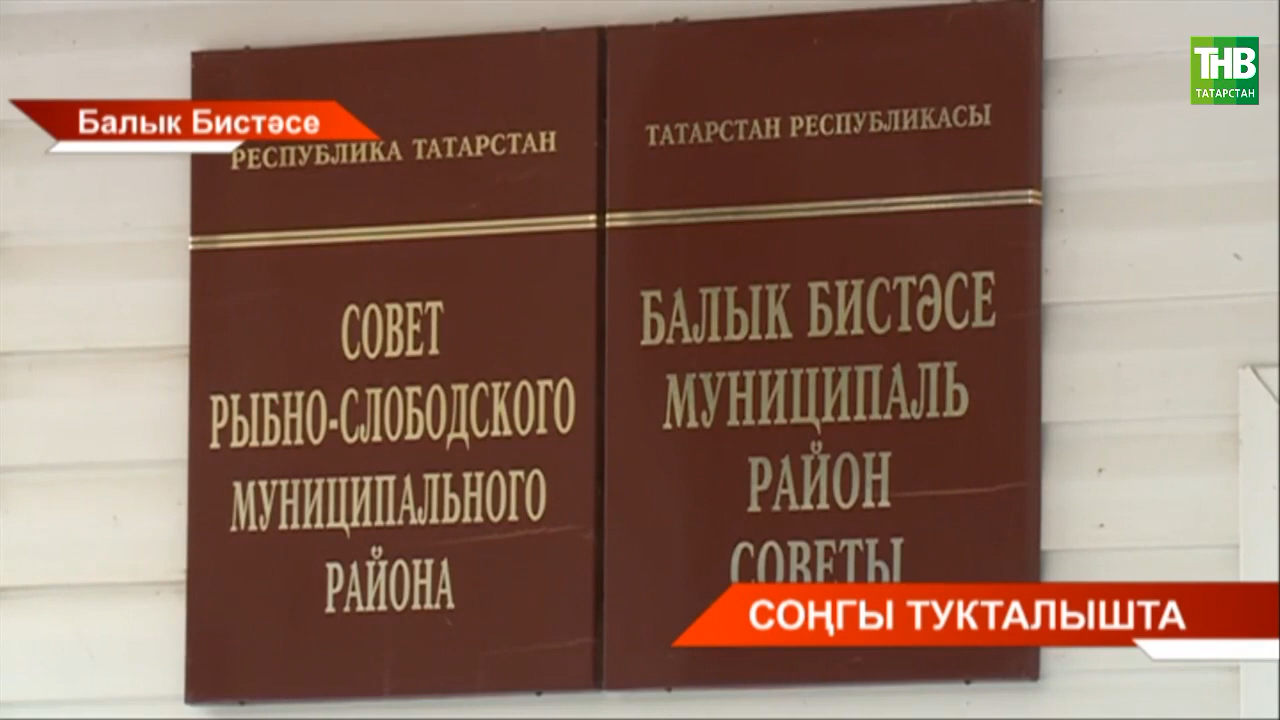 ТНВ
ТАТАРСТАН
Балык Бистәсе
РЕСПУБЛИКА ТАТАРСТАН
СОВЕТ
РЫБНО-СЛОБОДСКОГО
МУНИЦИПАЛЬНОГО
РАЙОНА
ТАТАРСТАН РЕСПУБЛИКАСЫ
БАЛЫК БИСТӘСЕ
МУНИЦИПАЛЬ
РАЙОН
СОВЕТЫ
СОҢГЫ ТУКТАЛЫШТА